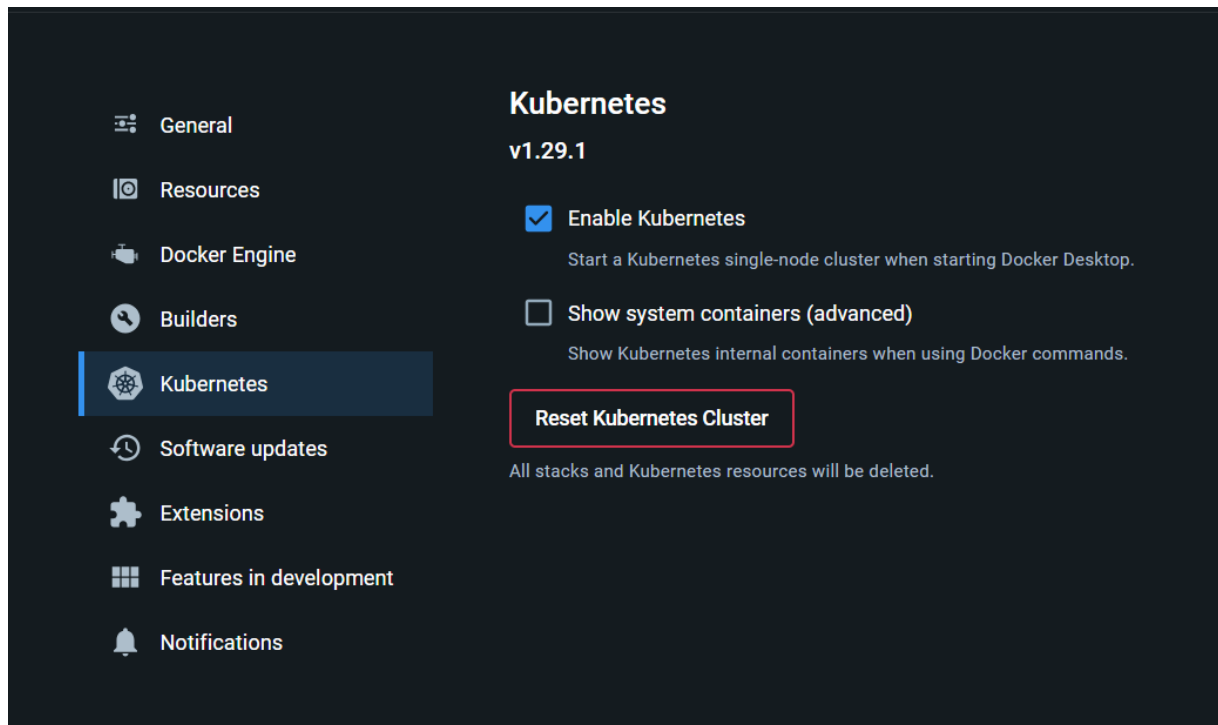 General
Resources
Docker Engine
Builders
Kubernetes
Software updates
Extensions
Features in development
Notifications
Kubernetes
v1.29.1
Enable Kubernetes
Start a Kubernetes single-node cluster when starting Docker Desktop.
Show system containers (advanced)
Show Kubernetes internal containers when using Docker commands.
Reset Kubernetes Cluster
All stacks and Kubernetes resources will be deleted.